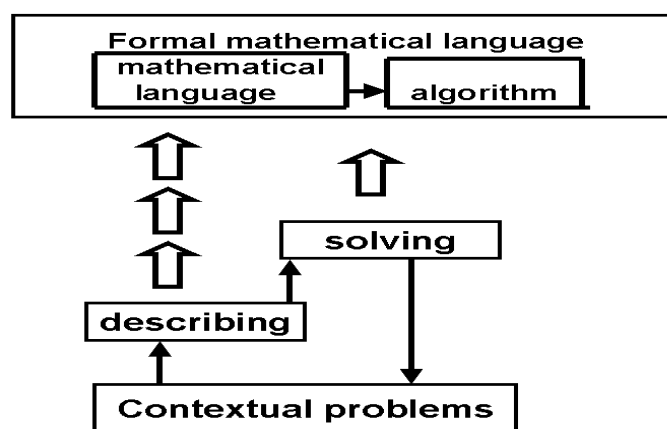 Formal mathematical language
mathematical
language
algorithm
solving
describing
Contextual problems